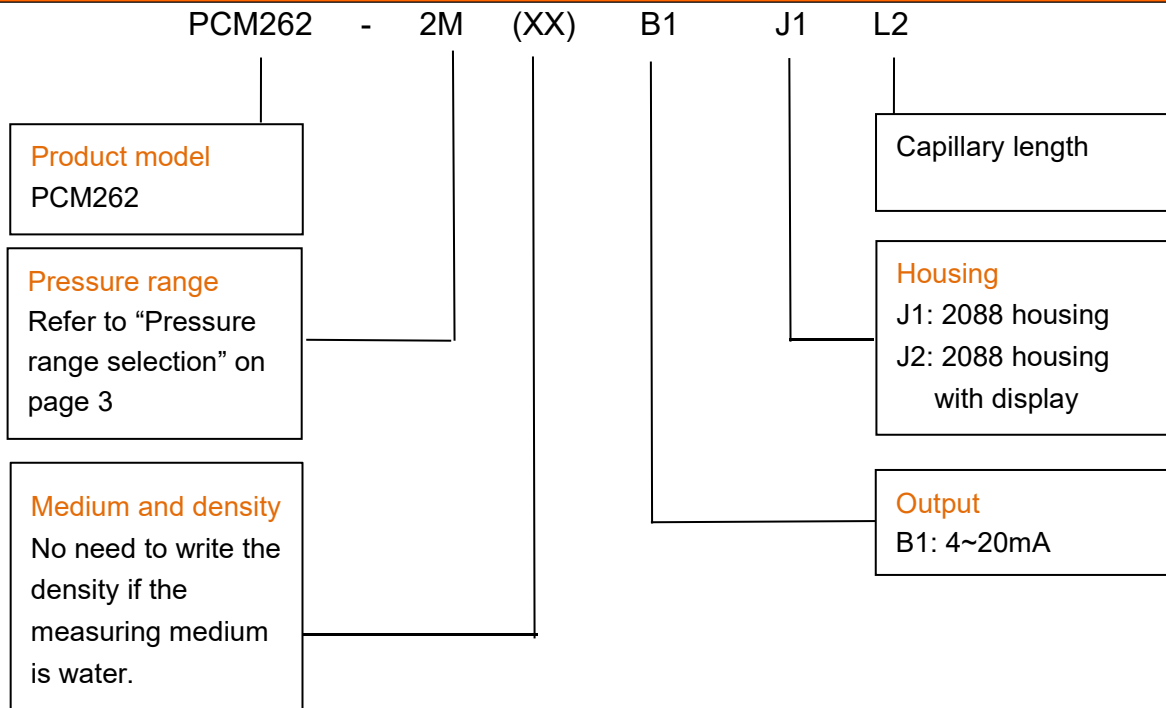 PCM262 - 2M (XX) B1 J1 L2
Product model
PCM262
Pressure range
Refer to “Pressure
range selection” on
page 3
Medium and density
No need to write the
density if the
measuring medium
is water.
Capillary length
Housing
J1: 2088 housing
J2: 2088 housing
with display
Output
B1: 4~20mA